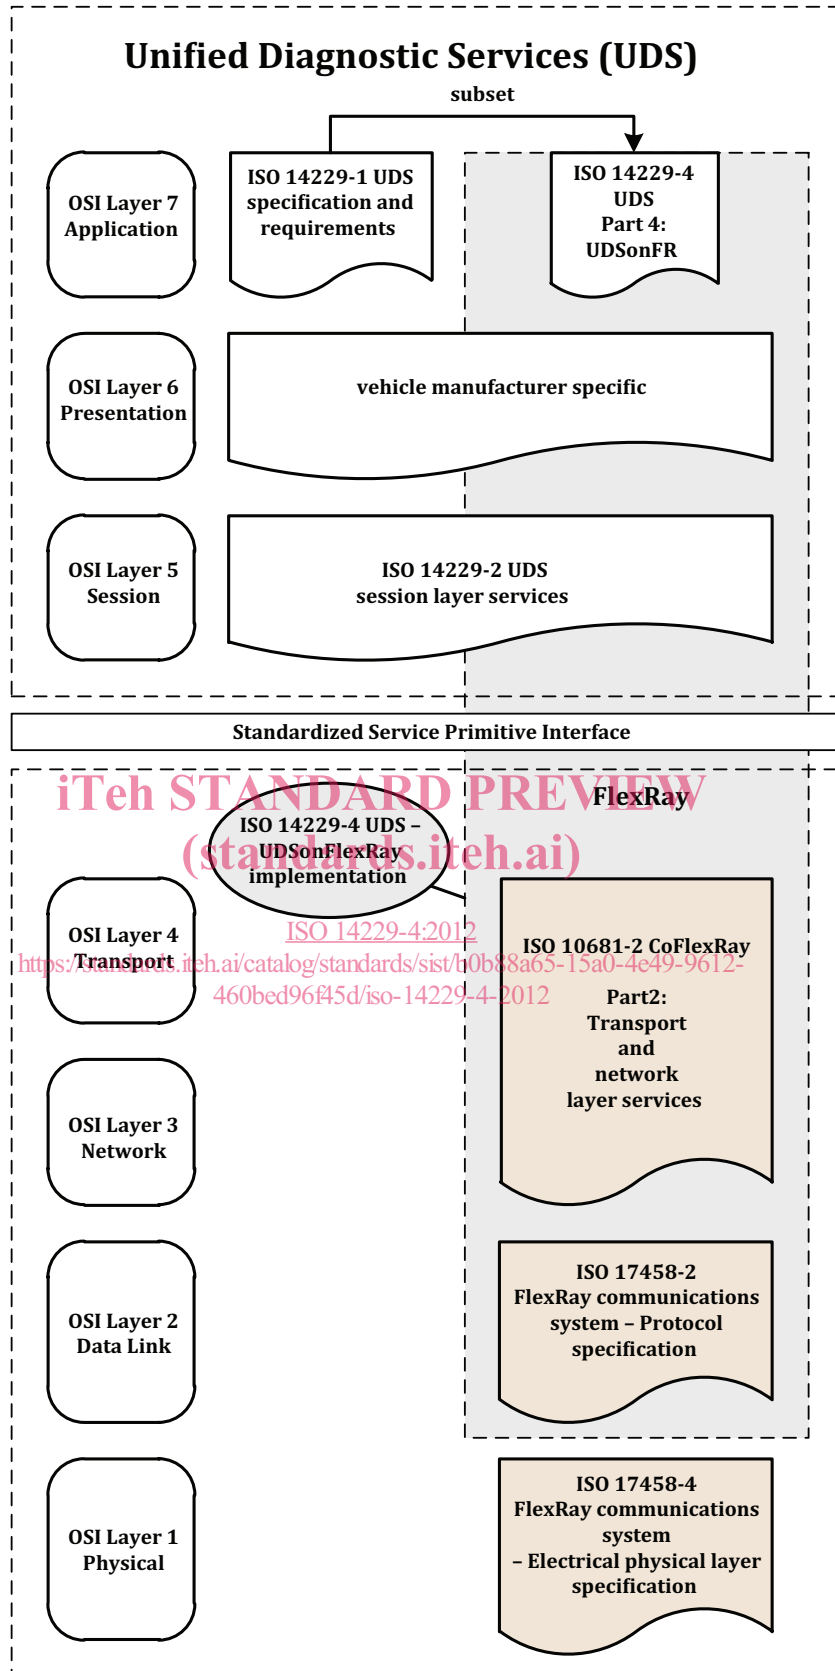 Unified Diagnostic Services (UDS)
subset
OSI Layer 7
Application
ISO 14229-1 UDS
specification and
requirements
ISO 14229-4
UDS
Part 4:
UDSonFR
OSI Layer 6
Presentation
vehicle manufacturer specific
OSI Layer 5
Session
ISO 14229-2 UDS
session layer services
Standardized Service Primitive Interface
iTeh STANDARD PREVIEW
(standards.iteh.ai)
FlexRay
ISO 14229-4 UDS –
UDSonFlexRay
implementation
ISO 14229-4:2012
https://standards.iteh.ai/catalog/standards/sist/b0b88a65-15a0-4e49-9612-
460bed96f45d/iso-14229-4-2012
OSI Layer 4
Transport
ISO 10681-2 CoFlexRay
Part2:
Transport
and
network
layer services
OSI Layer 3
Network
OSI Layer 2
Data Link
ISO 17458-2
FlexRay communications
system – Protocol
specification
OSI Layer 1
Physical
ISO 17458-4
FlexRay communications
system
– Electrical physical layer
specification